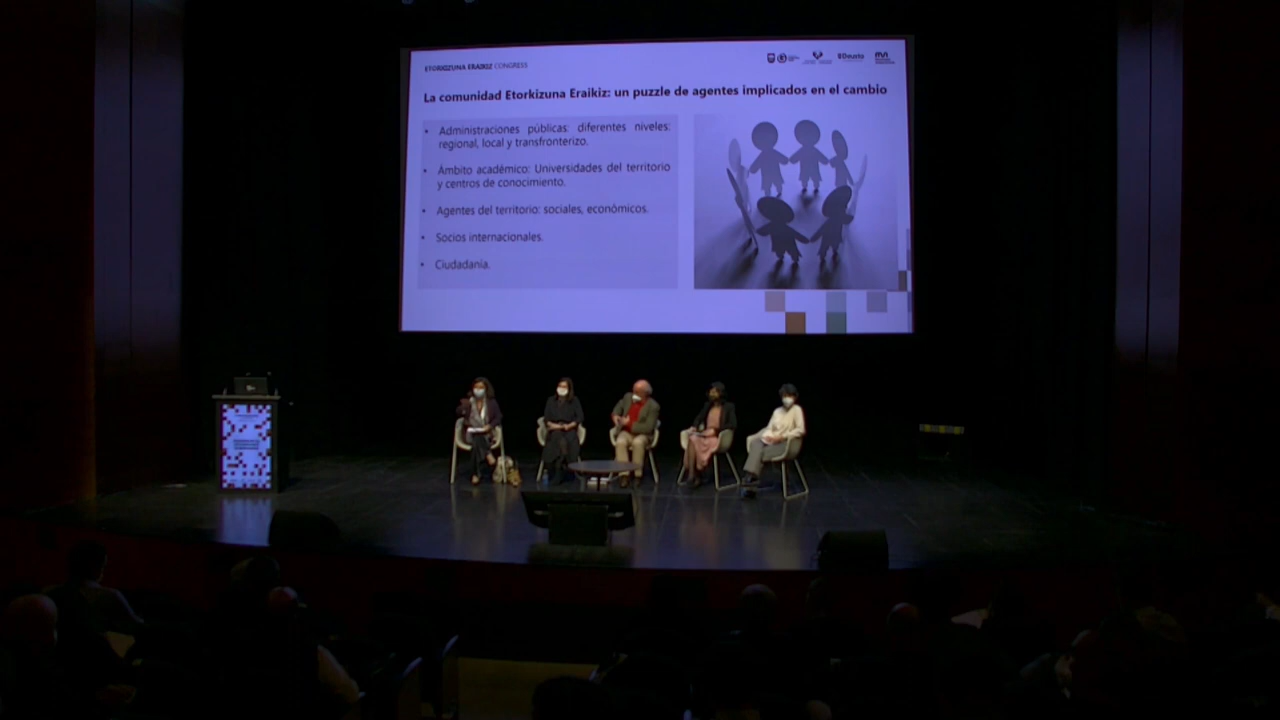 ETORKIZUNA ERAIKIZ CONGRESS
Deusto
La comunidad Etorkizuna Eraikiz: un puzzle de agentes implicados en el cambio
• Administraciones públicas: diferentes niveles:
regional, local y transfronterizo.
• Ámbito académico: Universidades del territorio
y centros de conocimiento.
• Agentes del territorio: sociales, económicos.
• Socios internacionales.
• Ciudadanía.